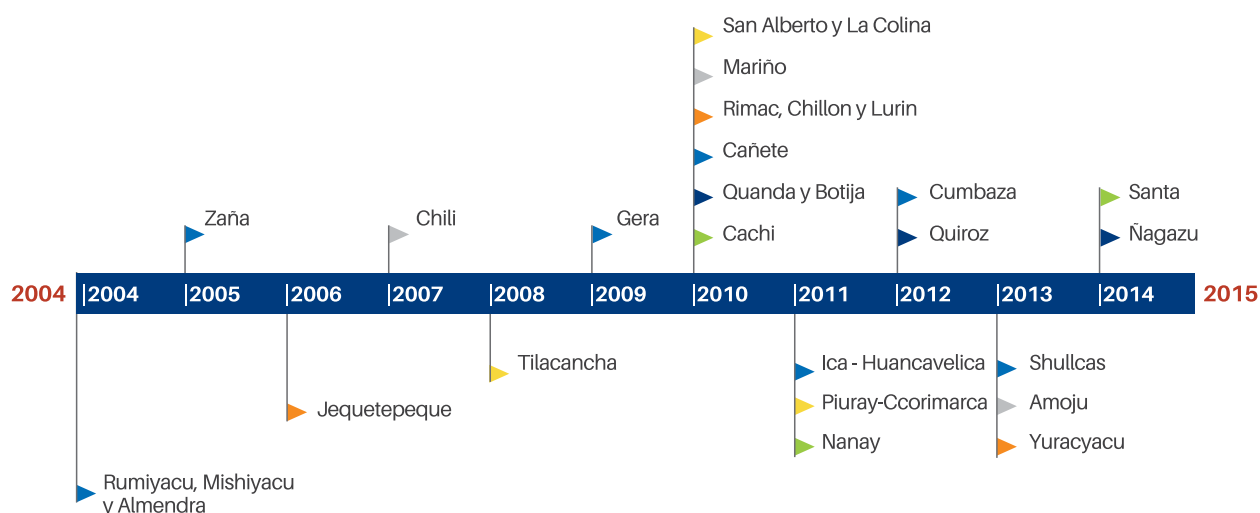 San Alberto y La Colina
Mariño
Rimac, Chillon y Lurin
Cañete
Quanda y Botija
Cachi
Zaña
Chili
Gera
Cumbaza
Quiroz
Santa
Ñagazu
2004
2004
2005
2006
2007
2008
2009
2010
2011
2012
2013
2014
2015
Rumiyacu, Mishiyacu
y Almendra
Jequetepeque
Tilacancha
Ica - Huancavelica
Piuray-Ccorimarca
Nanay
Shullcas
Amoju
Yuracyacu